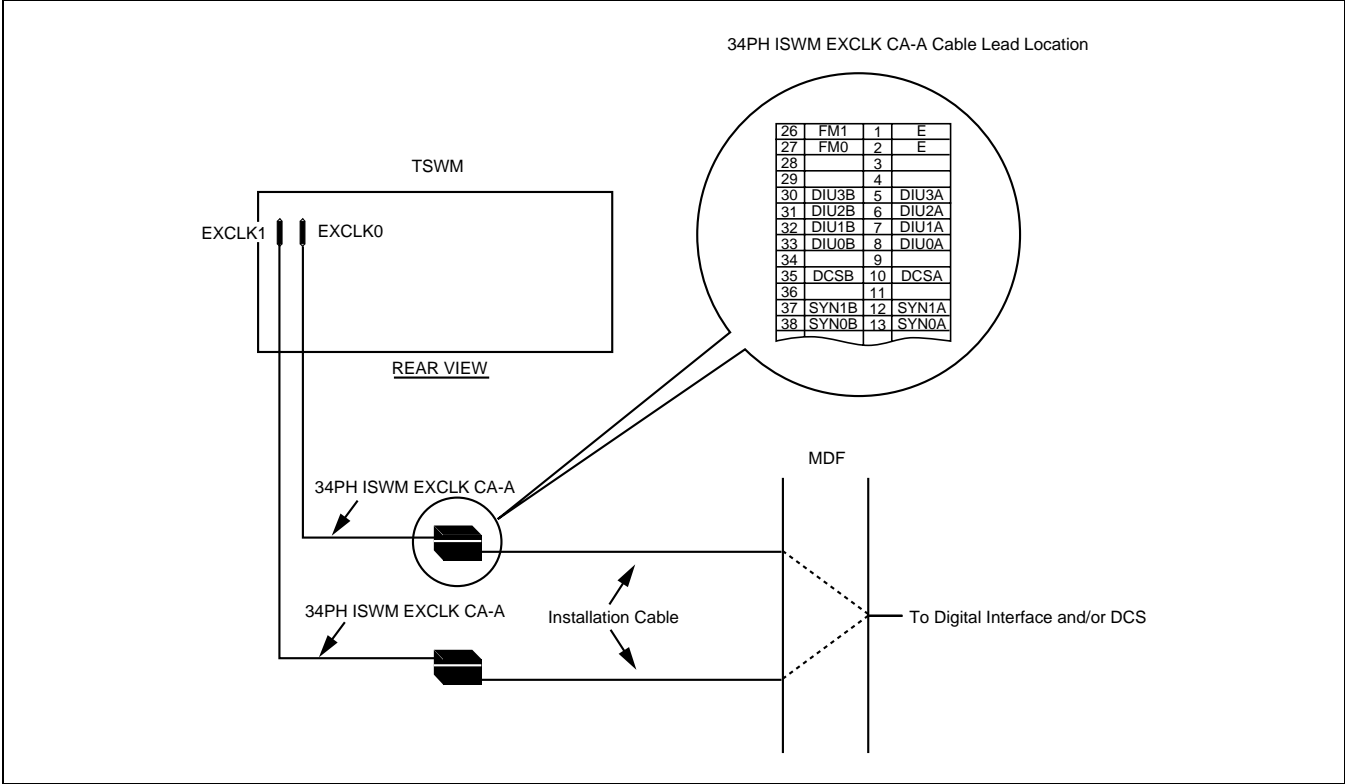 34PH ISWM EXCLK CA-A Cable Lead Location
26 FM1 1 E
27 FM0 2 E
28 3
29 4
30 DIU3B 5 DIU3A
31 DIU2B 6 DIU2A
32 DIU1B 7 DIU1A
33 DIU0B 8 DIU0A
34 9
35 DCSB 10 DCSA
36 11
37 SYN1B 12 SYN1A
38 SYN0B 13 SYN0A
TSWM
EXCLK1 EXCLK0
REAR VIEW
MDF
34PH ISWM EXCLK CA-A
34PH ISWM EXCLK CA-A
Installation Cable
To Digital Interface and/or DCS